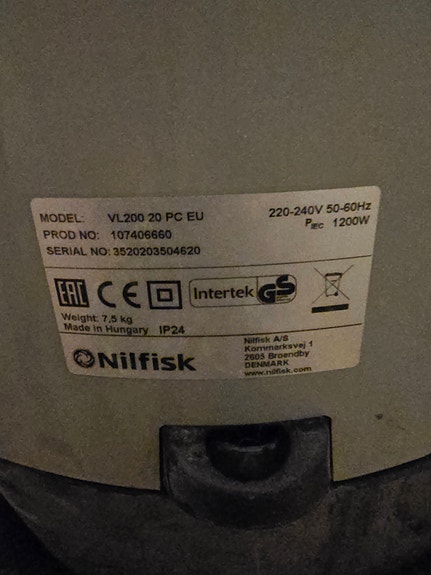 MODEL: VL200 20 PC EU
220-240V 50-60Hz
PROD NO: 107406660
PIEC 1200W
SERIAL NO: 3520203504620
EAC CE Intertek GS
Weight: 7,5 kg
Made in Hungary IP24
Nilfisk
Nilfisk A/S
Kornmarksvej 1
2605 Broendby
DENMARK
www.nilfisk.com